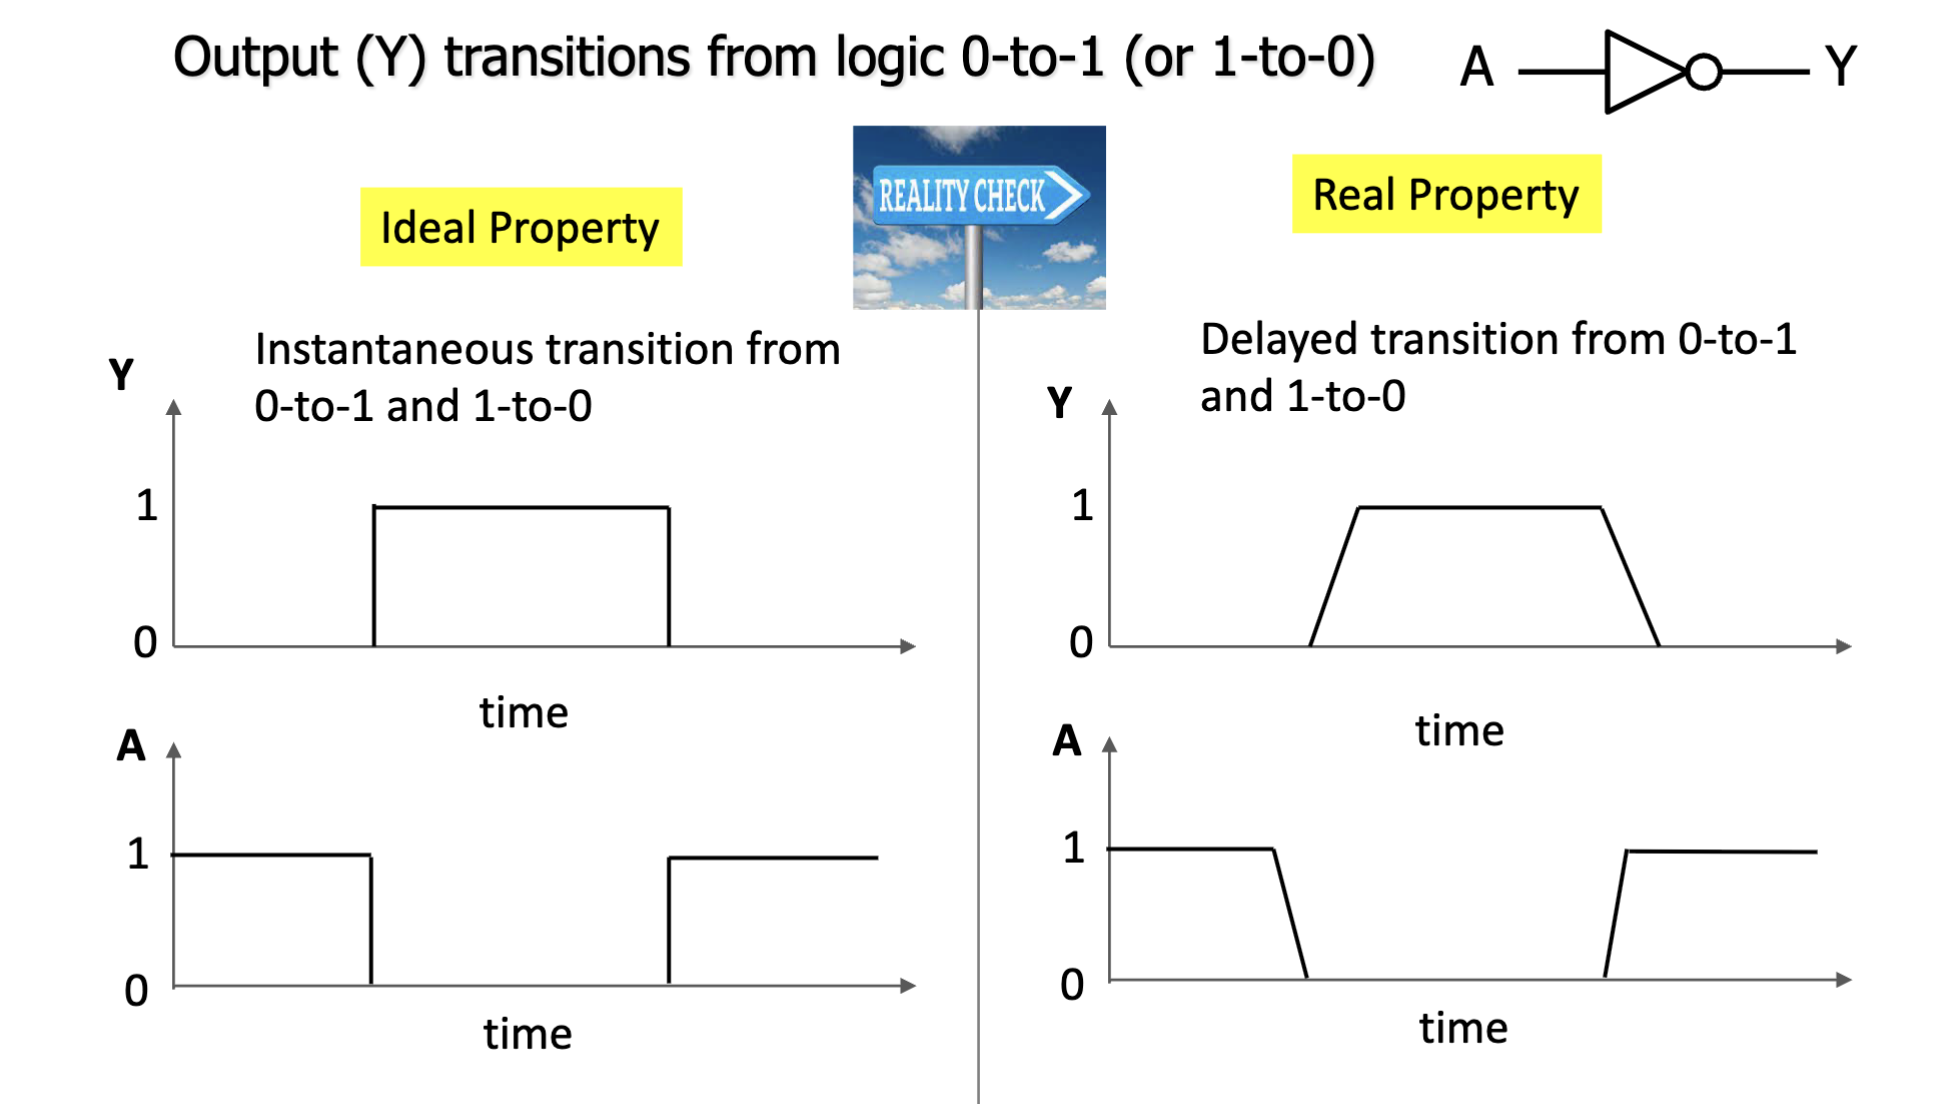 Output (Y) transitions from logic 0-to-1 (or 1-to-0)
A
Y
REALITY CHECK
Ideal Property
Instantaneous transition from
0-to-1 and 1-to-0
Y
1
0
time
A
1
0
time
Real Property
Delayed transition from 0-to-1
and 1-to-0
Y
1
0
time
A
1
0
time